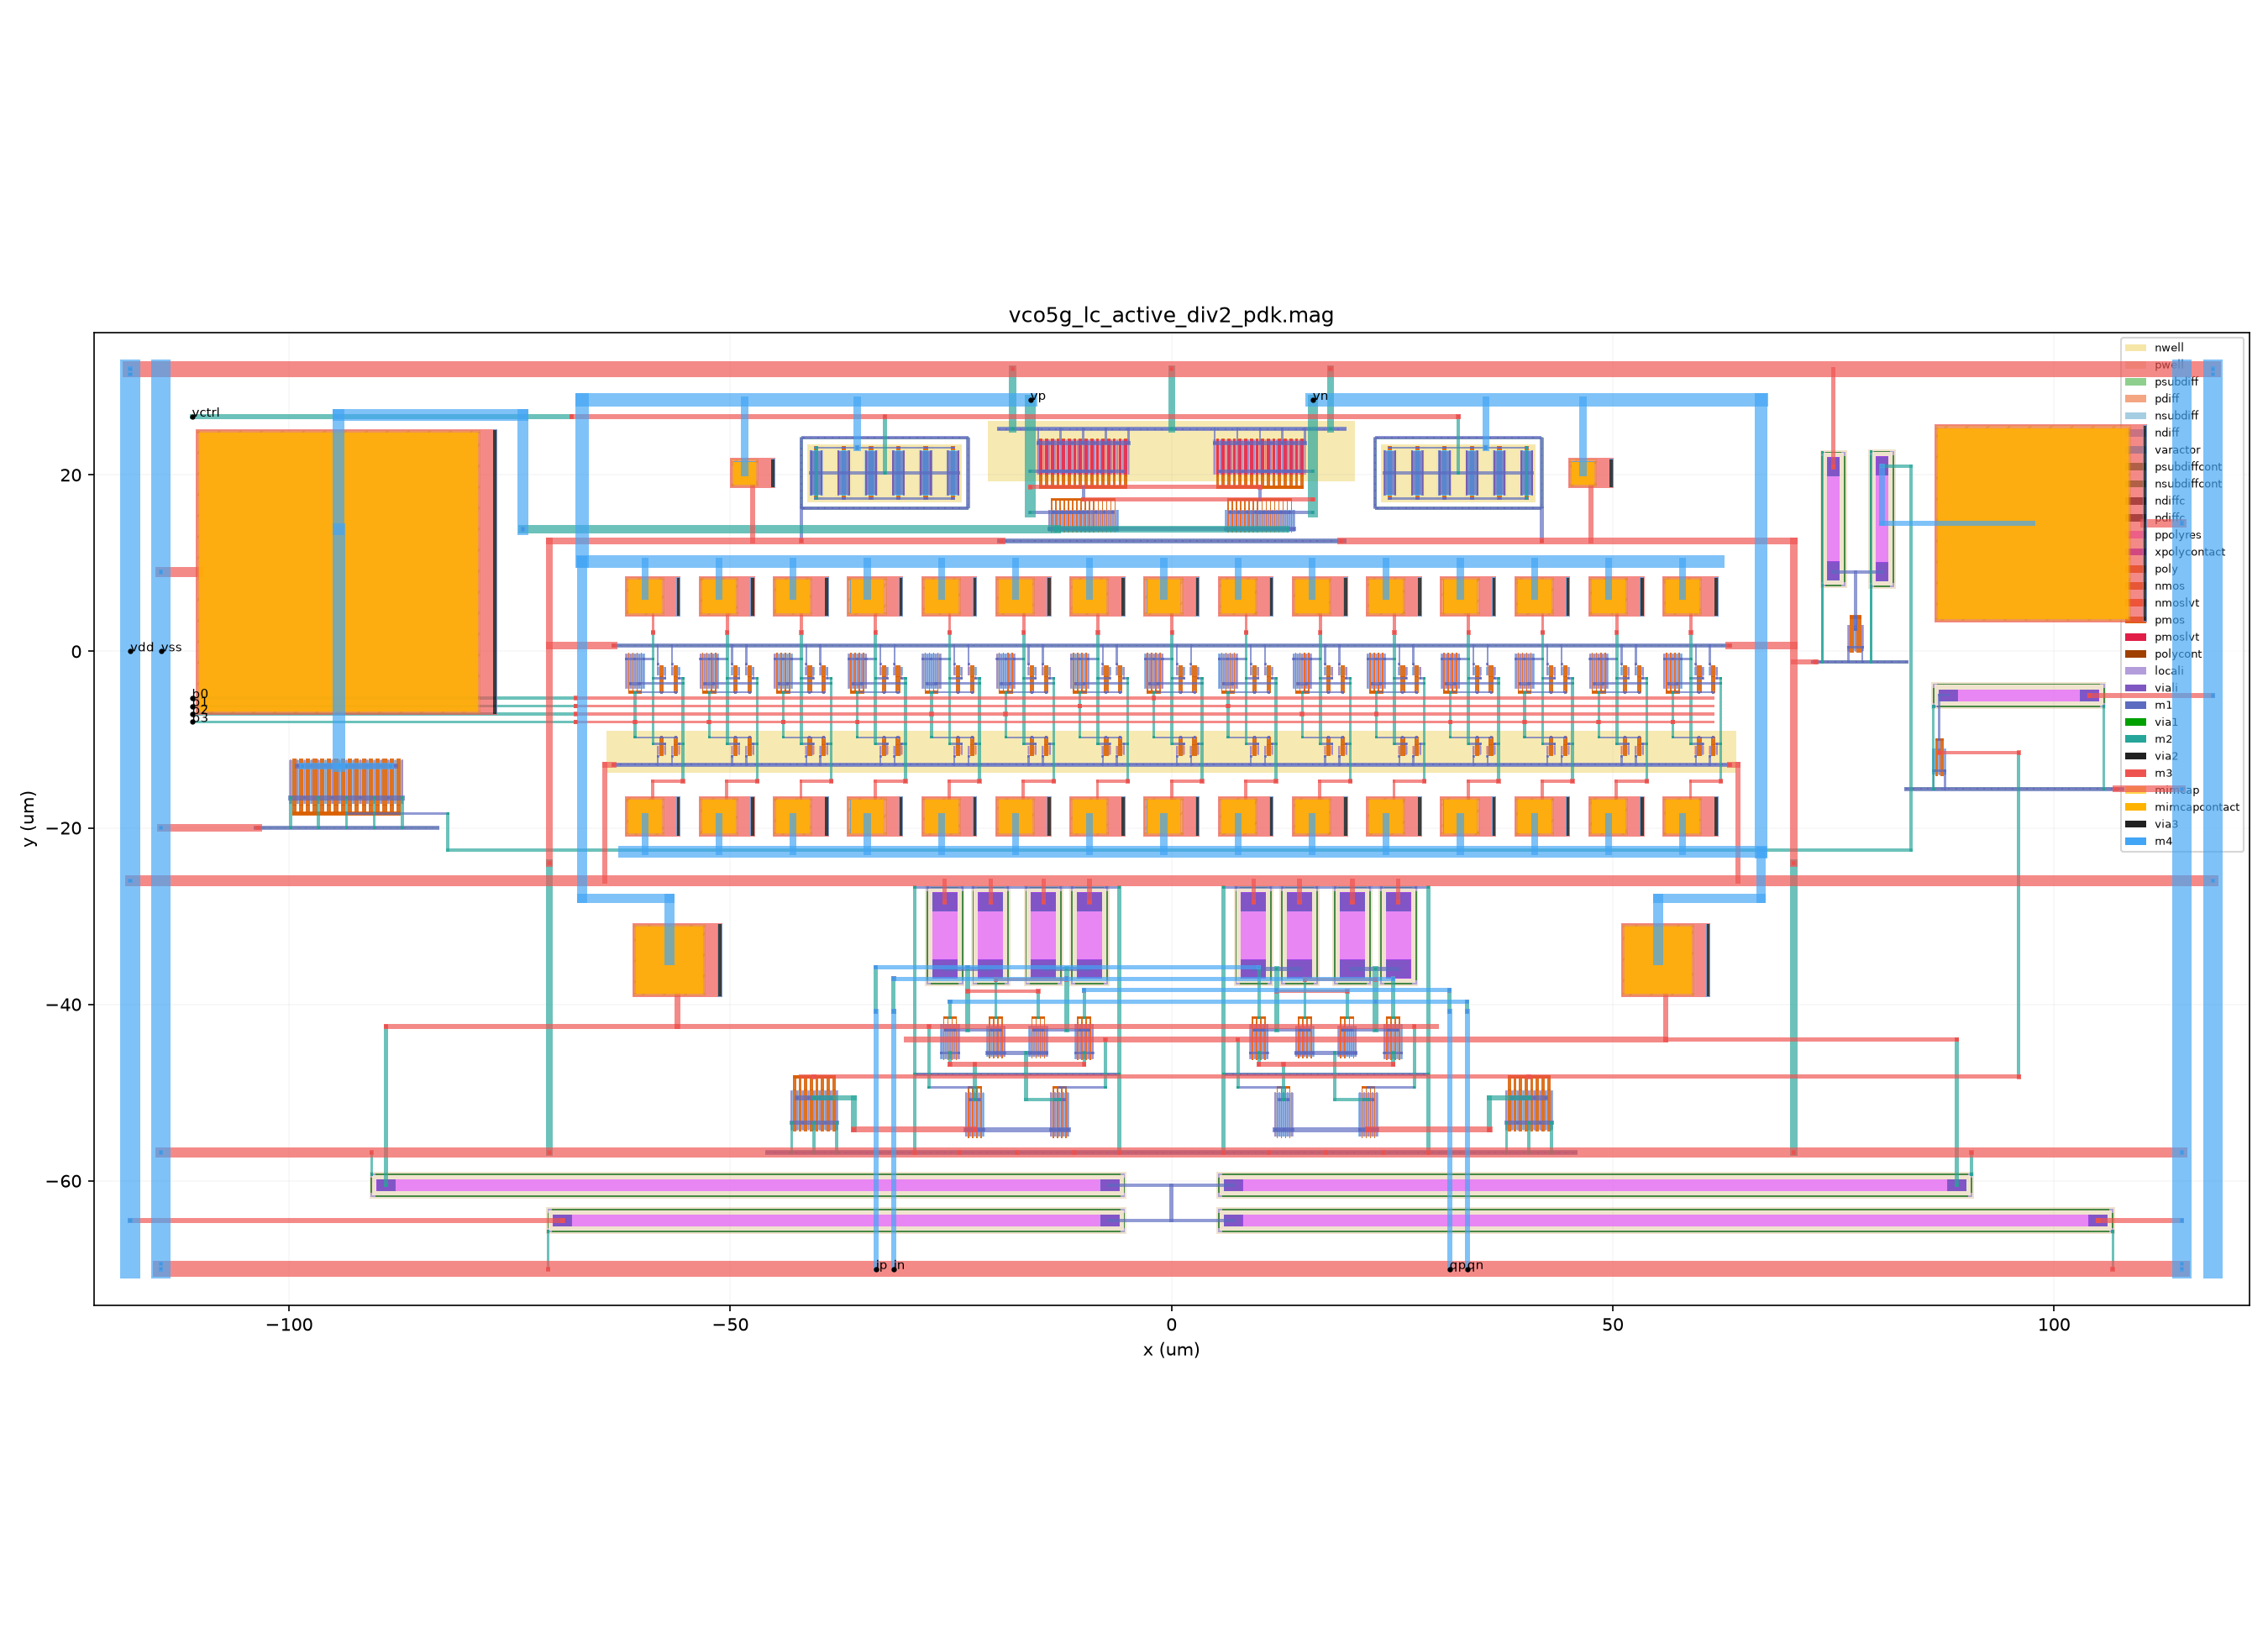 vco5g_lc_active_div2_pdk.mag
nwell
pwell
psubdiff
pdiff
nsubdiff
ndiff
varactor
psubdiffcont
nsubdiffcont
ndiffc
pdiffc
ppolyres
xpolycontact
poly
nmos
nmoslvt
pmos
pmoslvt
polycont
locali
viali
m1
via1
m2
via2
m3
mimcap
mimcapcontact
via3
m4
vctrl
vp
vn
vdd
vss
b0
b1
b2
b3
ip
in
qp
qn
20
0
−20
−40
−60
y (um)
−100
−50
0
50
100
x (um)